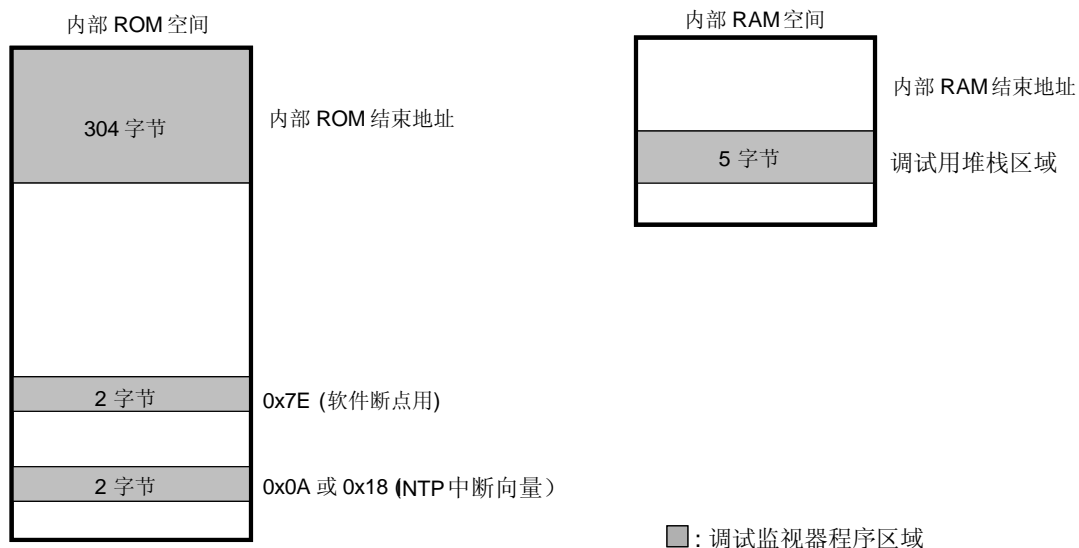 内部 ROM 空间
304 字节
内部 ROM 结束地址
2 字节
0x7E (软件断点用)
2 字节
0x0A 或 0x18 (NTP 中断向量）
内部 RAM 空间
内部 RAM 结束地址
5 字节
调试用堆栈区域
: 调试监视器程序区域